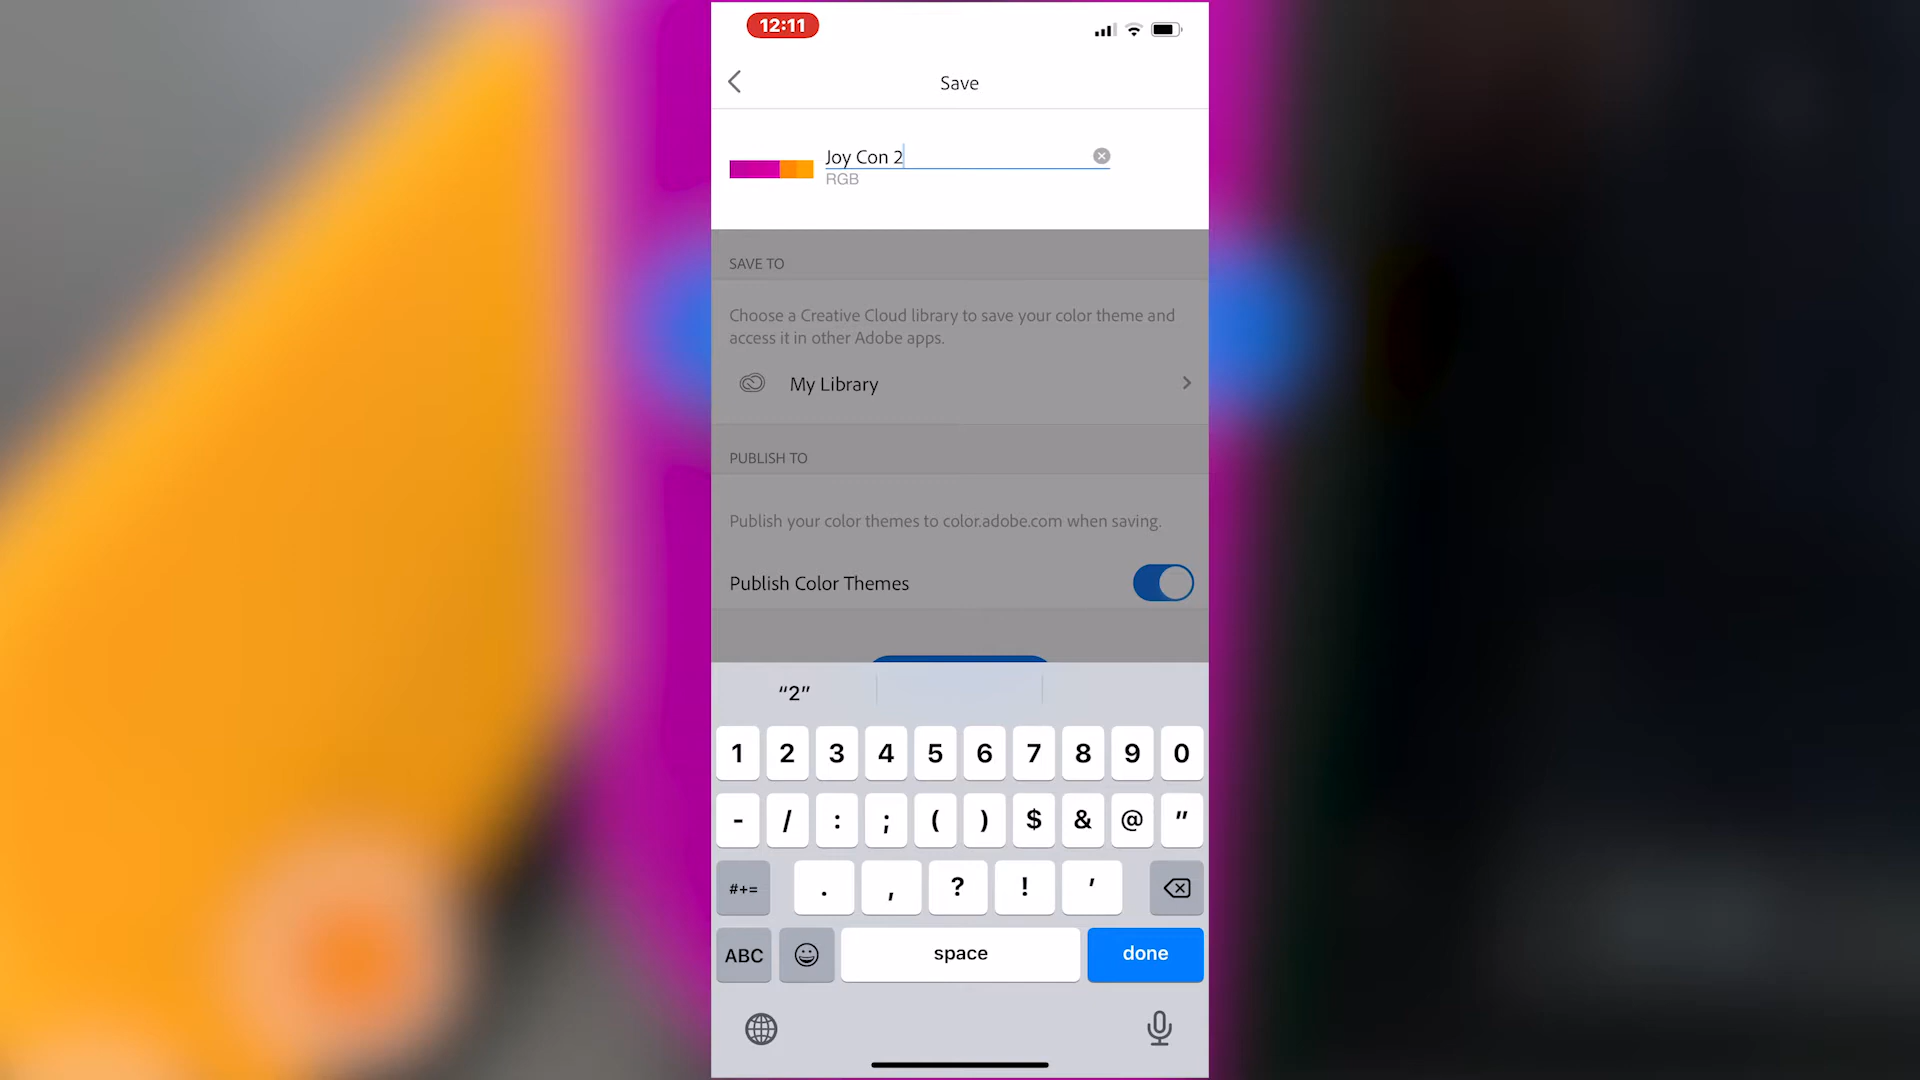 12:11
Save
Joy Con 2
RGB
SAVE TO
Choose a Creative Cloud library to save your color theme and
access it in other Adobe apps.
My Library
PUBLISH TO
Publish your color themes to color.adobe.com when saving.
Publish Color Themes
“2”
1 2 3 4 5 6 7 8 9 0
- / : ; ( ) $ & @ "
#+= . , ? ! '
ABC space done